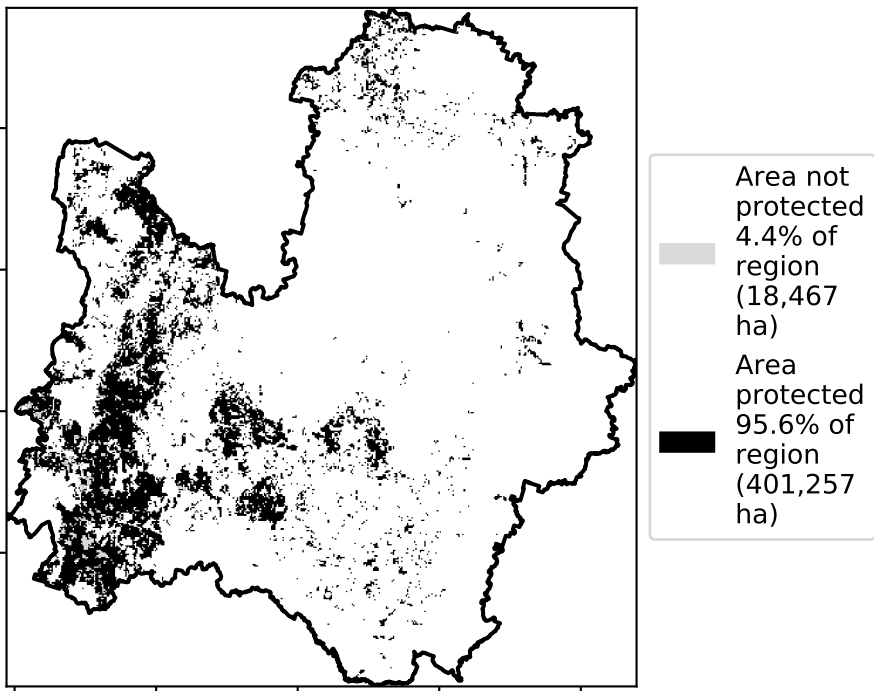 Area not
protected
4.4% of
region
(18,467
ha)
Area
protected
95.6% of
region
(401,257
ha)